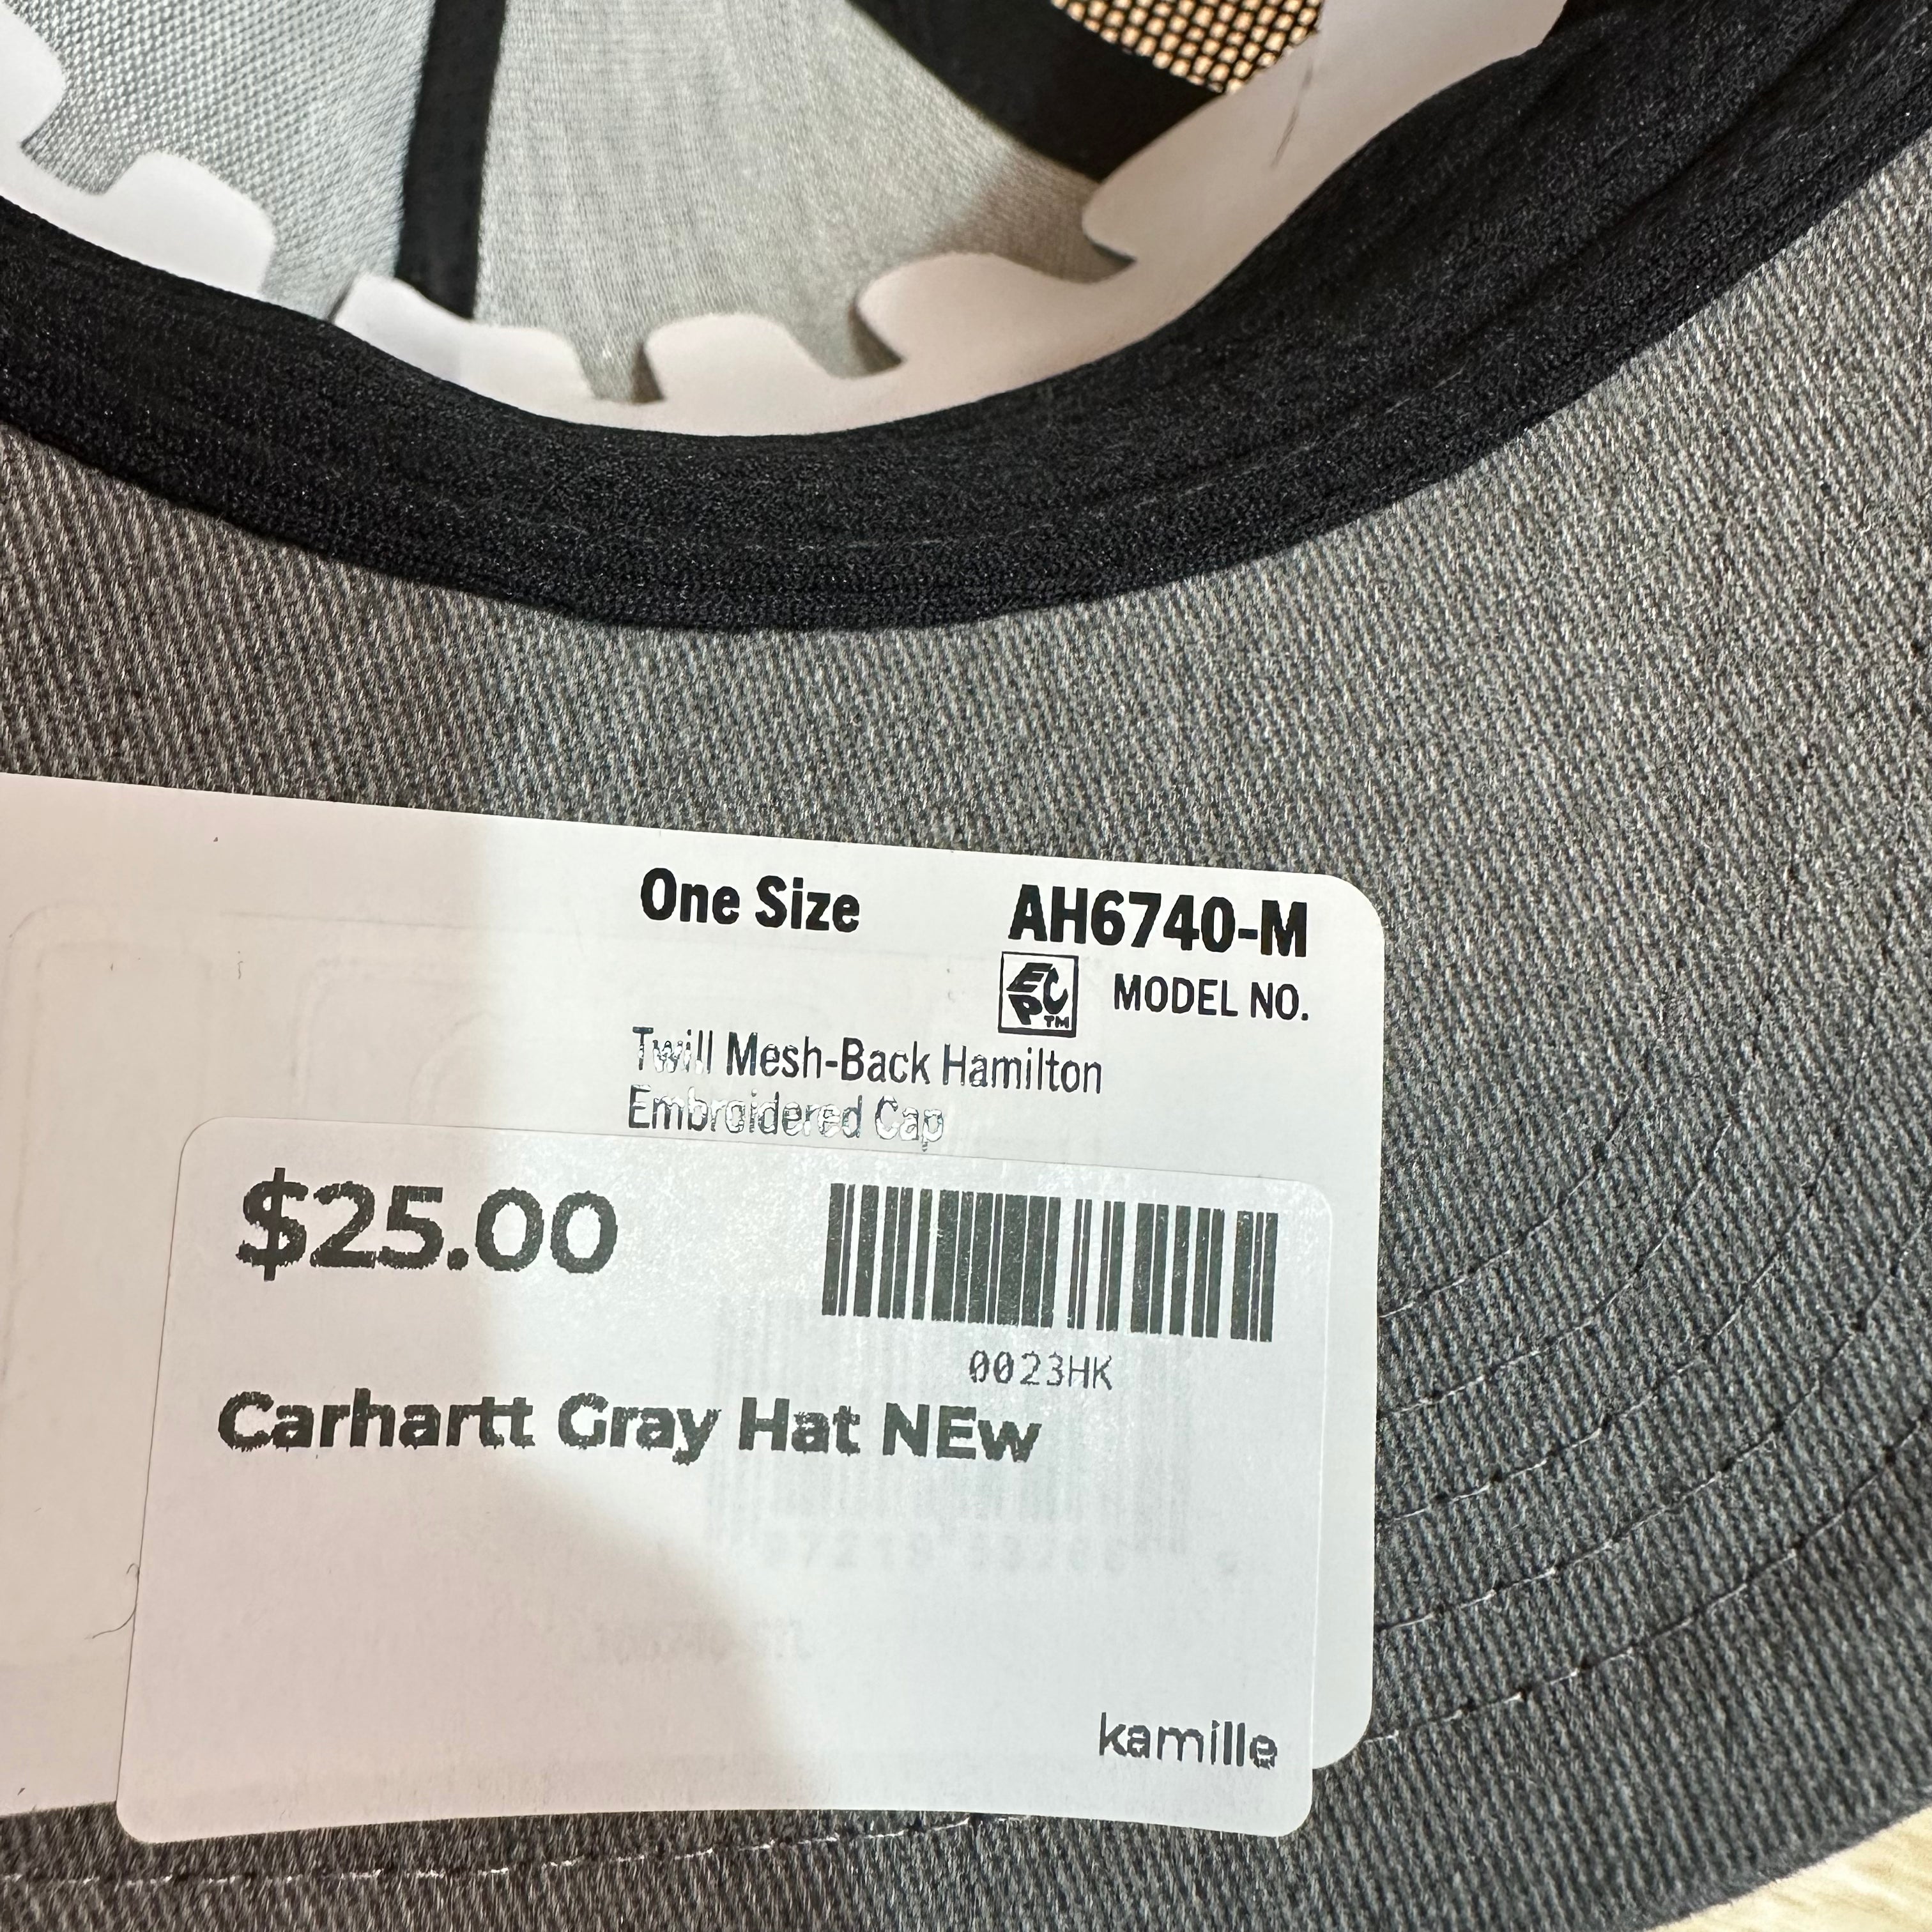 One Size AH6740-M
ECPTM MODEL NO.
Twill Mesh-Back Hamilton
Embroidered Cap
$25.00
0023HK
Carhartt Gray Hat NEw
kamille